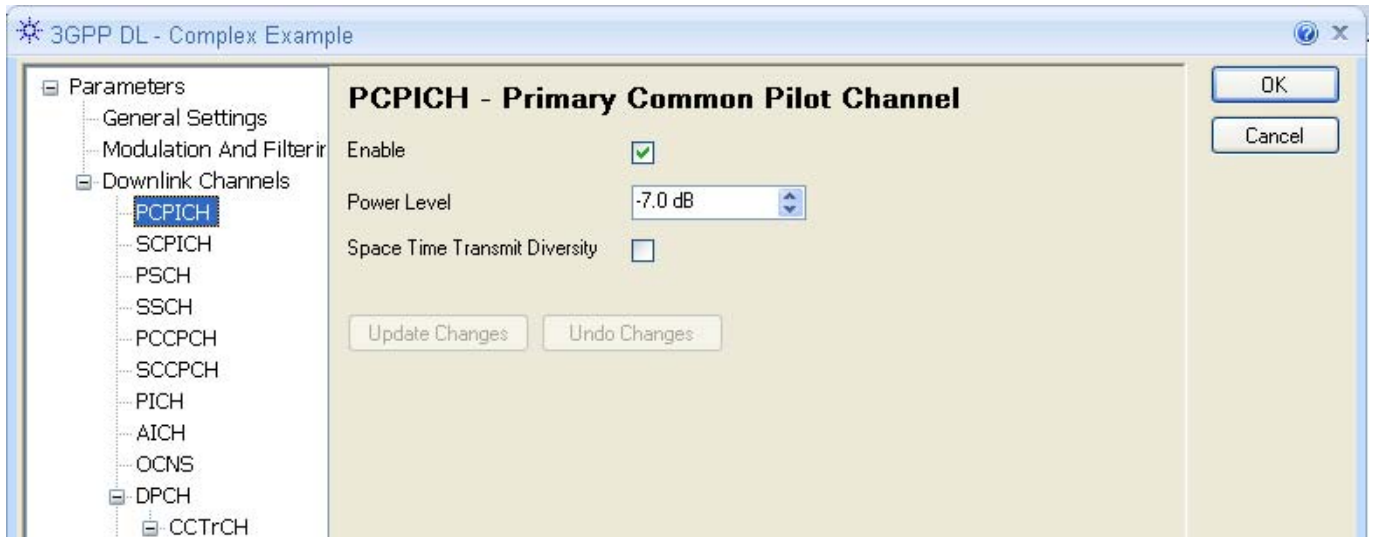 3GPP DL - Complex Example
Parameters
General Settings
Modulation And Filterin
Downlink Channels
PCPICH
SCPICH
PSCH
SSCH
PCCPCH
SCCPCH
PICH
AICH
OCNS
DPCH
CCTrCH
PCPICH - Primary Common Pilot Channel
Enable
Power Level
-7.0 dB
Space Time Transmit Diversity
Update Changes
Undo Changes
OK
Cancel